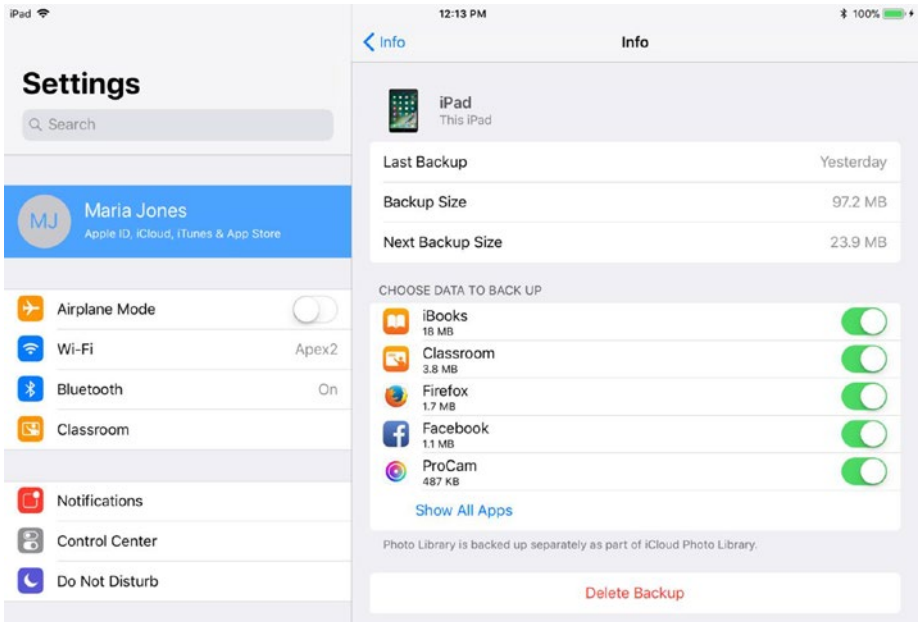 iPad
12:13 PM
100%
Settings
Search
MJ
Maria Jones
Apple ID, iCloud, iTunes & App Store
Airplane Mode
Wi-Fi Apex2
Bluetooth On
Classroom
Notifications
Control Center
Do Not Disturb
Info
Info
iPad
This iPad
Last Backup Yesterday
Backup Size 97.2 MB
Next Backup Size 23.9 MB
CHOOSE DATA TO BACK UP
iBooks
18 MB
Classroom
3.8 MB
Firefox
1.7 MB
Facebook
1.1 MB
ProCam
487 KB
Show All Apps
Photo Library is backed up separately as part of iCloud Photo Library.
Delete Backup